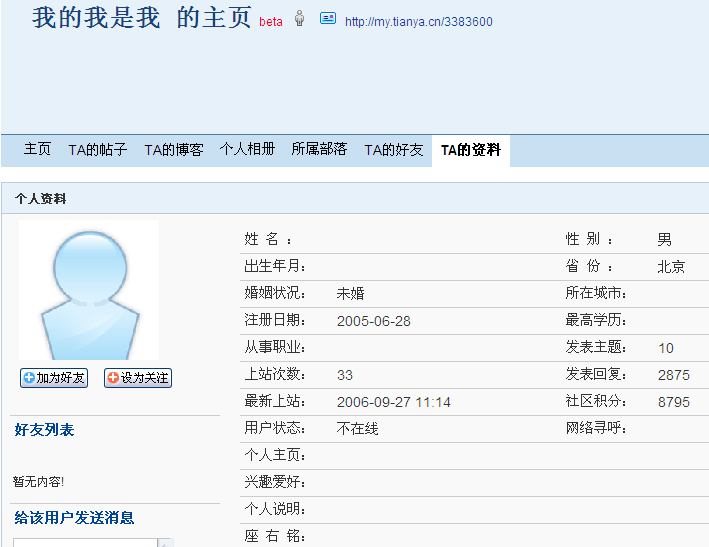 我的我是我 的主页 beta http://my.tianya.cn/3383600
主页 TA的帖子 TA的博客 个人相册 所属部落 TA的好友 TA的资料
个人资料
姓 名 : 性 别 : 男
出生年月: 省 份 : 北京
婚姻状况: 未婚 所在城市:
注册日期: 2005-06-28 最高学历:
从事职业: 发表主题: 10
加为好友 设为关注 上站次数: 33 发表回复: 2875
最新上站: 2006-09-27 11:14 社区积分: 8795
好友列表 用户状态: 不在线 网络寻呼:
个人主页:
暂无内容! 兴趣爱好:
个人说明:
给该用户发送消息
座 右 铭: